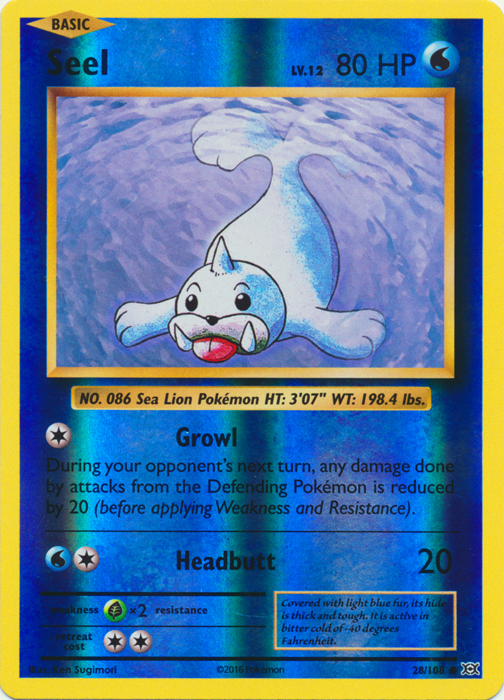 BASIC
Seel LV.12 80 HP
NO. 086 Sea Lion Pokémon HT: 3'07" WT: 198.4 lbs.
Growl
During your opponent's next turn, any damage done
by attacks from the Defending Pokémon is reduced
by 20 (before applying Weakness and Resistance).
Headbutt 20
weakness ×2 resistance
retreat
cost
Covered with light blue fur, its hide
is thick and tough. It is active in
bitter cold of -40 degrees
Fahrenheit.
Illus. Ken Sugimori ©2016 Pokémon 28/108